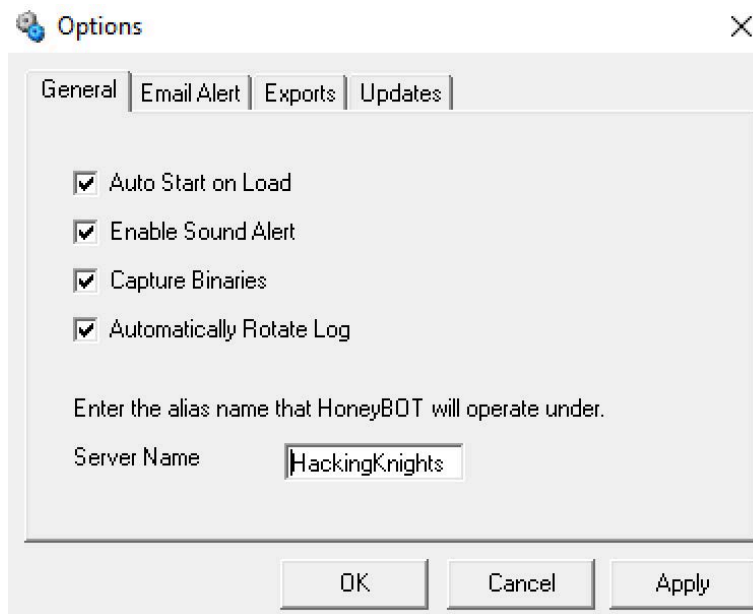 Options
General Email Alert Exports Updates
Auto Start on Load
Enable Sound Alert
Capture Binaries
Automatically Rotate Log
Enter the alias name that HoneyBOT will operate under.
Server Name HackingKnights
OK Cancel Apply